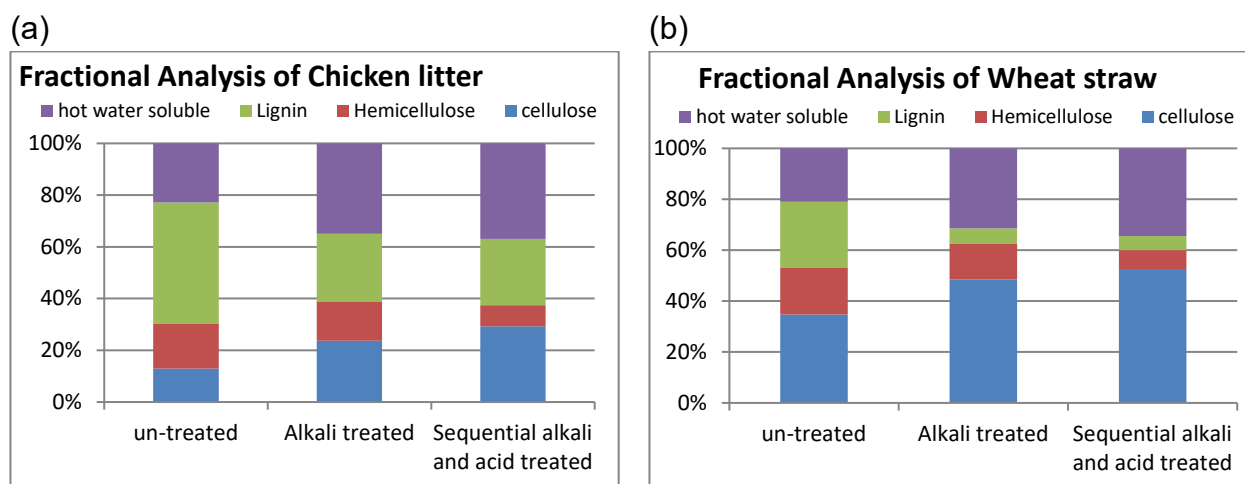 (a)
Fractional Analysis of Chicken litter
hot water soluble Lignin Hemicellulose cellulose
100%
80%
60%
40%
20%
0%
un-treated Alkali treated Sequential alkali
and acid treated
(b)
Fractional Analysis of Wheat straw
hot water soluble Lignin Hemicellulose cellulose
100%
80%
60%
40%
20%
0%
un-treated Alkali treated Sequential alkali
and acid treated